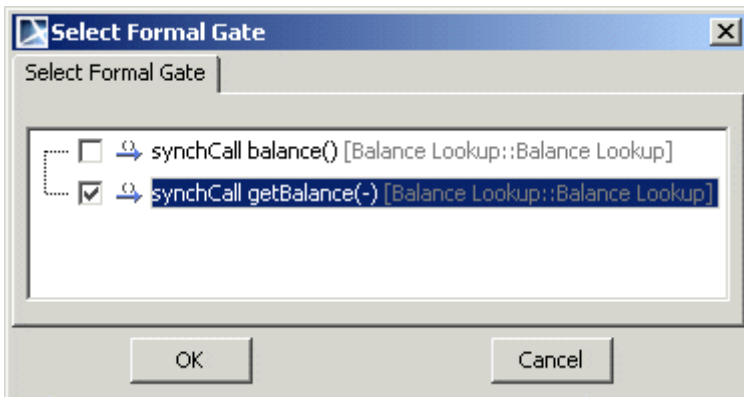 Select Formal Gate
Select Formal Gate
synchCall balance() [Balance Lookup::Balance Lookup]
synchCall getBalance(-) [Balance Lookup::Balance Lookup]
OK Cancel